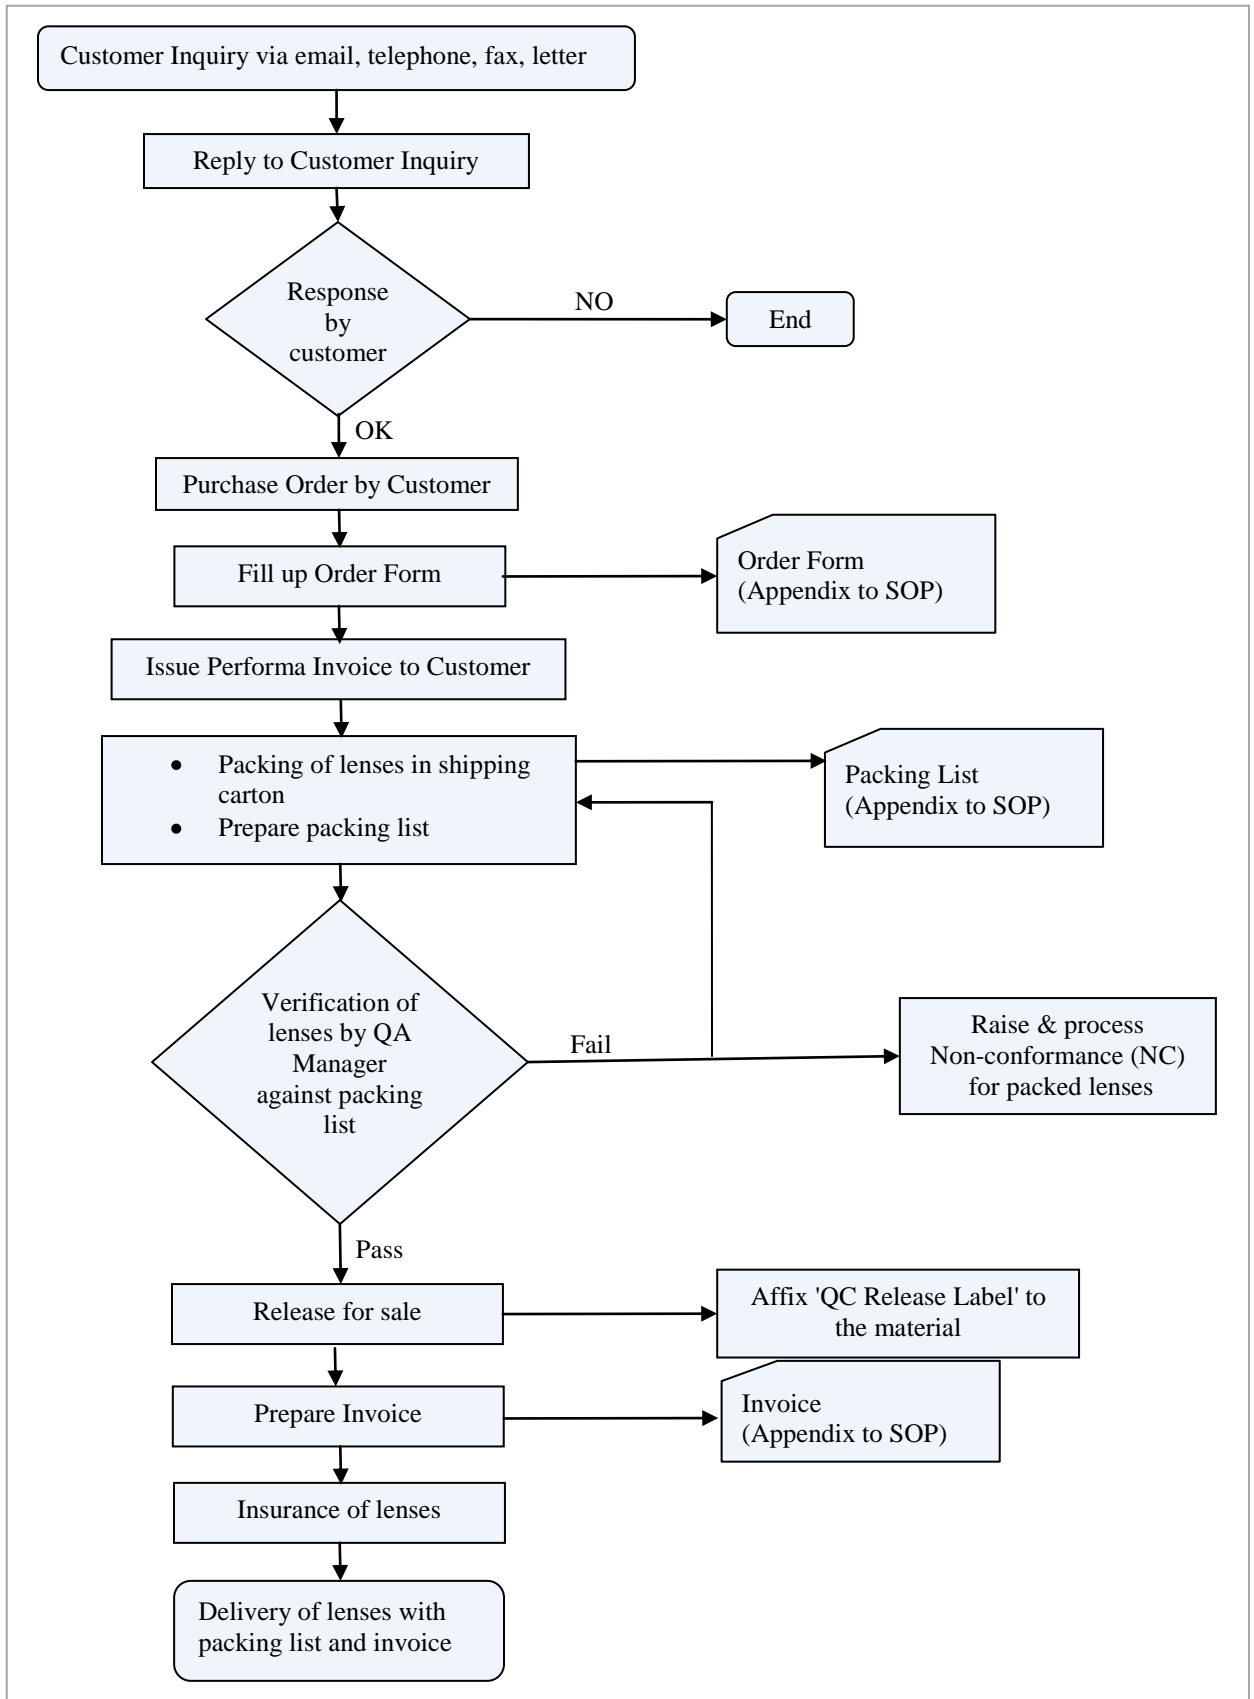 Customer Inquiry via email, telephone, fax, letter
Reply to Customer Inquiry
Response
by
customer
NO
End
OK
Purchase Order by Customer
Fill up Order Form
Order Form
(Appendix to SOP)
Issue Performa Invoice to Customer
• Packing of lenses in shipping
carton
• Prepare packing list
Packing List
(Appendix to SOP)
Verification of
lenses by QA
Manager
against packing
list
Fail
Raise & process
Non-conformance (NC)
for packed lenses
Pass
Release for sale
Affix 'QC Release Label' to
the material
Prepare Invoice
Invoice
(Appendix to SOP)
Insurance of lenses
Delivery of lenses with
packing list and invoice